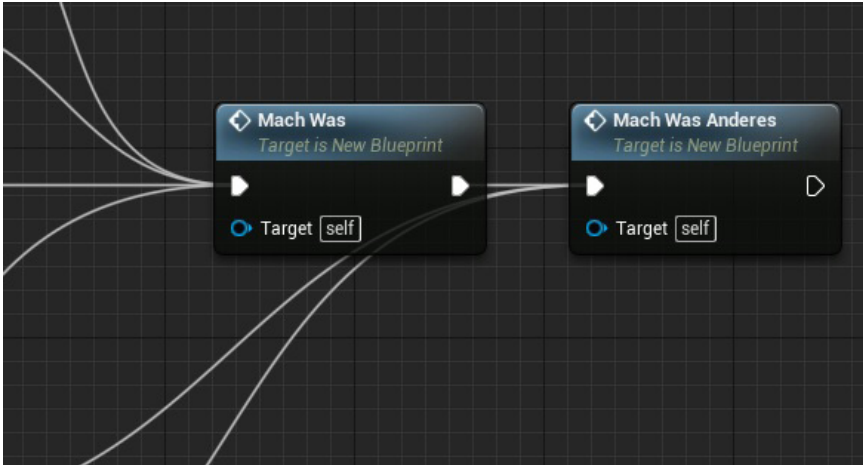 Mach Was
Target is New Blueprint
Target self
Mach Was Anderes
Target is New Blueprint
Target self